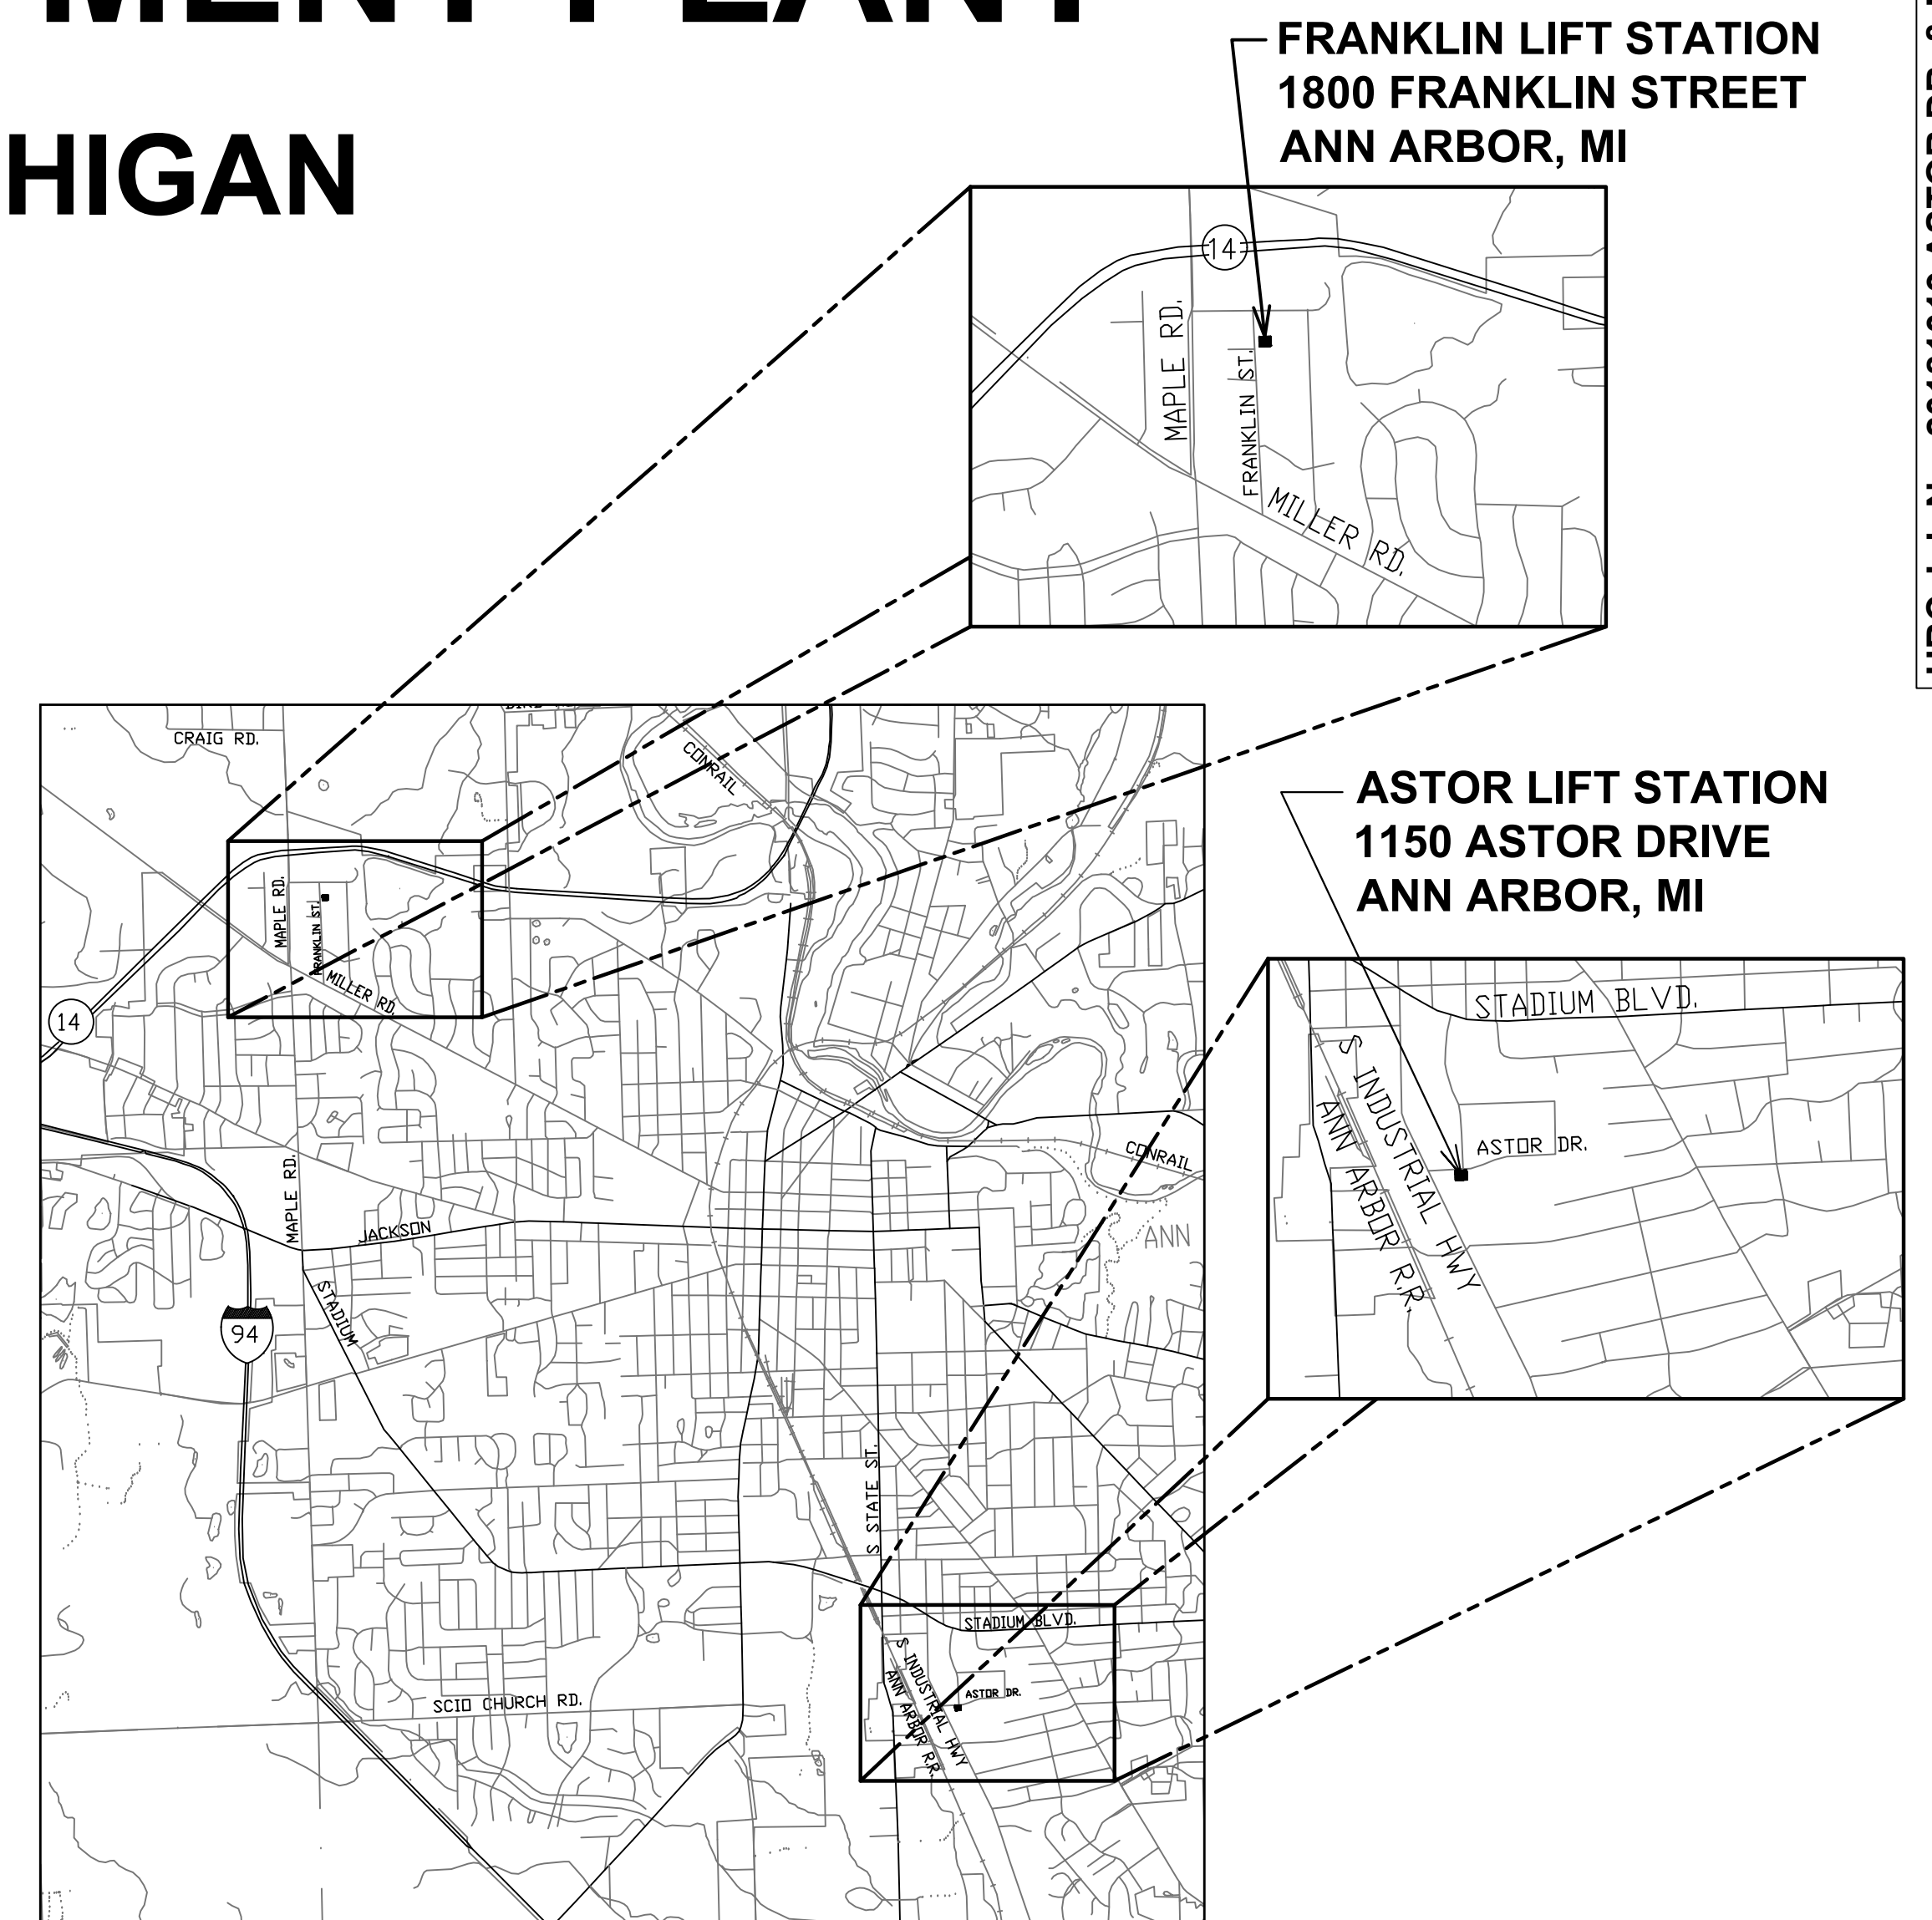 MENT PLANT
HIGAN
FRANKLIN LIFT STATION
1800 FRANKLIN STREET
ANN ARBOR, MI
14
MAPLE RD.
FRANKLIN ST.
MILLER RD.
CRAIG RD.
CONRAIL
MAPLE RD.
FRANKLIN ST.
MILLER RD.
14
ASTOR LIFT STATION
1150 ASTOR DRIVE
ANN ARBOR, MI
STADIUM BLVD.
S INDUSTRIAL HWY
ANN ARBOR R.R.
ASTOR DR.
CONRAIL
MAPLE RD.
JACKSON
ANN
STADIUM
94
S STATE ST.
STADIUM BLVD.
S INDUSTRIAL HWY
ANN ARBOR R.R.
ASTOR DR.
SCIO CHURCH RD.